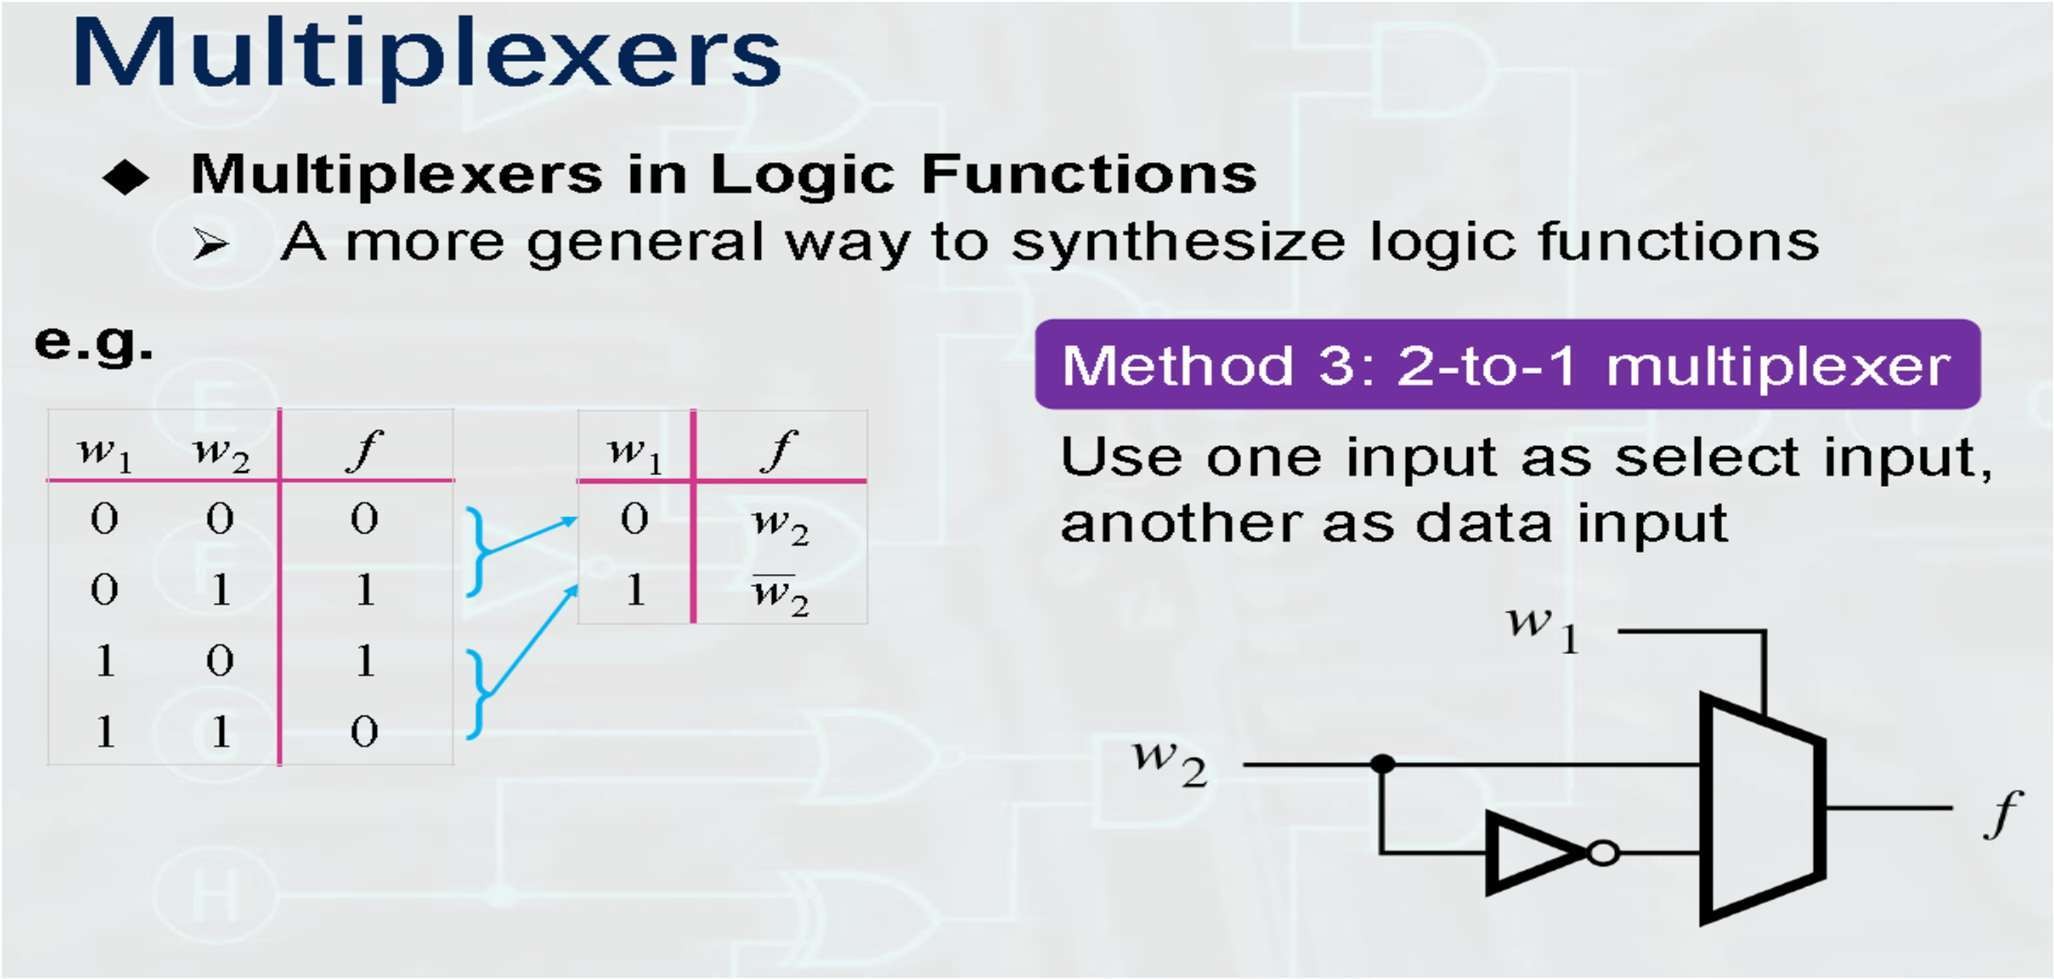 Multiplexers
◆ Multiplexers in Logic Functions
➢ A more general way to synthesize logic functions
e.g.
Method 3: 2-to-1 multiplexer
Use one input as select input,
another as data input
w₁ w₂ f
0 0 0
0 1 1
1 0 1
1 1 0
w₁ f
0 w₂
1 w̅₂
w₁
w₂
f
E
F
G
H